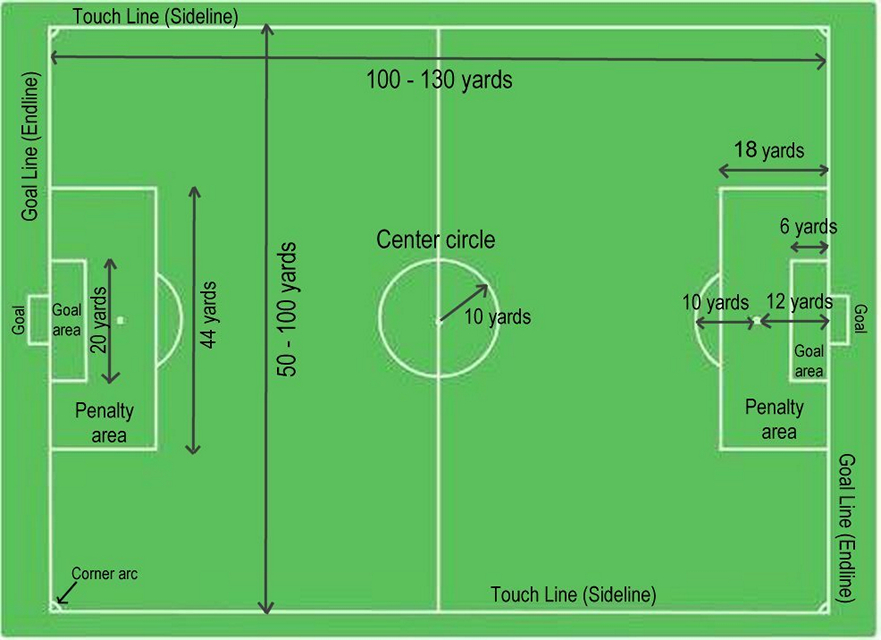 Touch Line (Sideline)
100 - 130 yards
Goal Line (Endline)
18 yards
6 yards
Center circle
10 yards
50 - 100 yards
44 yards
20 yards
Goal
Goal
area
Penalty
area
10 yards
12 yards
Goal
Goal
area
Penalty
area
Goal Line (Endline)
Corner arc
Touch Line (Sideline)